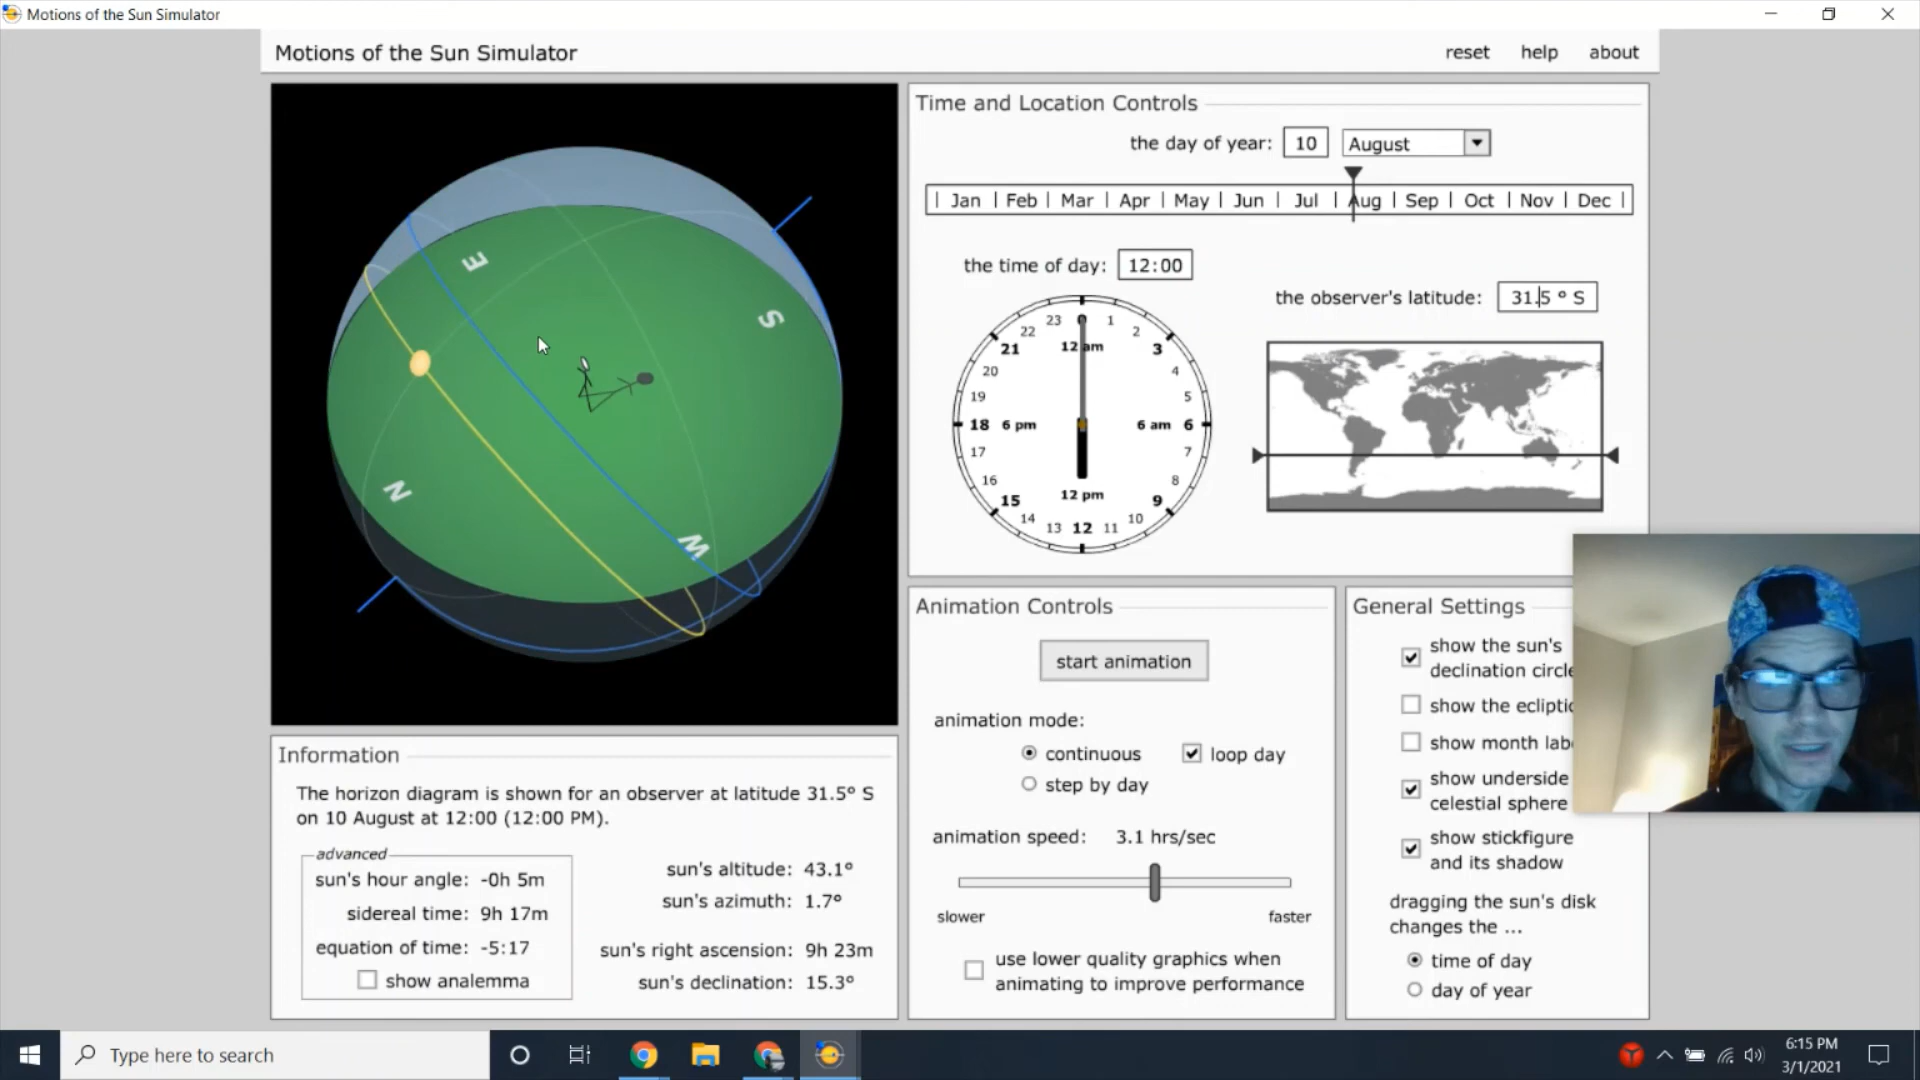 Motions of the Sun Simulator
Motions of the Sun Simulator
reset help about
E
S
N
W
Time and Location Controls
the day of year: 10 August
Jan Feb Mar Apr May Jun Jul Aug Sep Oct Nov Dec
the time of day: 12:00
the observer's latitude: 31.5 ° S
23 1
22 2
21 12 am 3
20 4
19 5
18 6 pm 6 am 6
17 7
16 8
15 12 pm 9
14 10
13 12 11
Animation Controls
start animation
animation mode:
continuous loop day
step by day
animation speed: 3.1 hrs/sec
slower faster
use lower quality graphics when
animating to improve performance
General Settings
show the sun's
declination circle
show the ecliptic
show month lab
show underside
celestial sphere
show stickfigure
and its shadow
dragging the sun's disk
changes the ...
time of day
day of year
Information
The horizon diagram is shown for an observer at latitude 31.5° S
on 10 August at 12:00 (12:00 PM).
advanced
sun's hour angle: -0h 5m
sidereal time: 9h 17m
equation of time: -5:17
show analemma
sun's altitude: 43.1°
sun's azimuth: 1.7°
sun's right ascension: 9h 23m
sun's declination: 15.3°
Type here to search
6:15 PM
3/1/2021